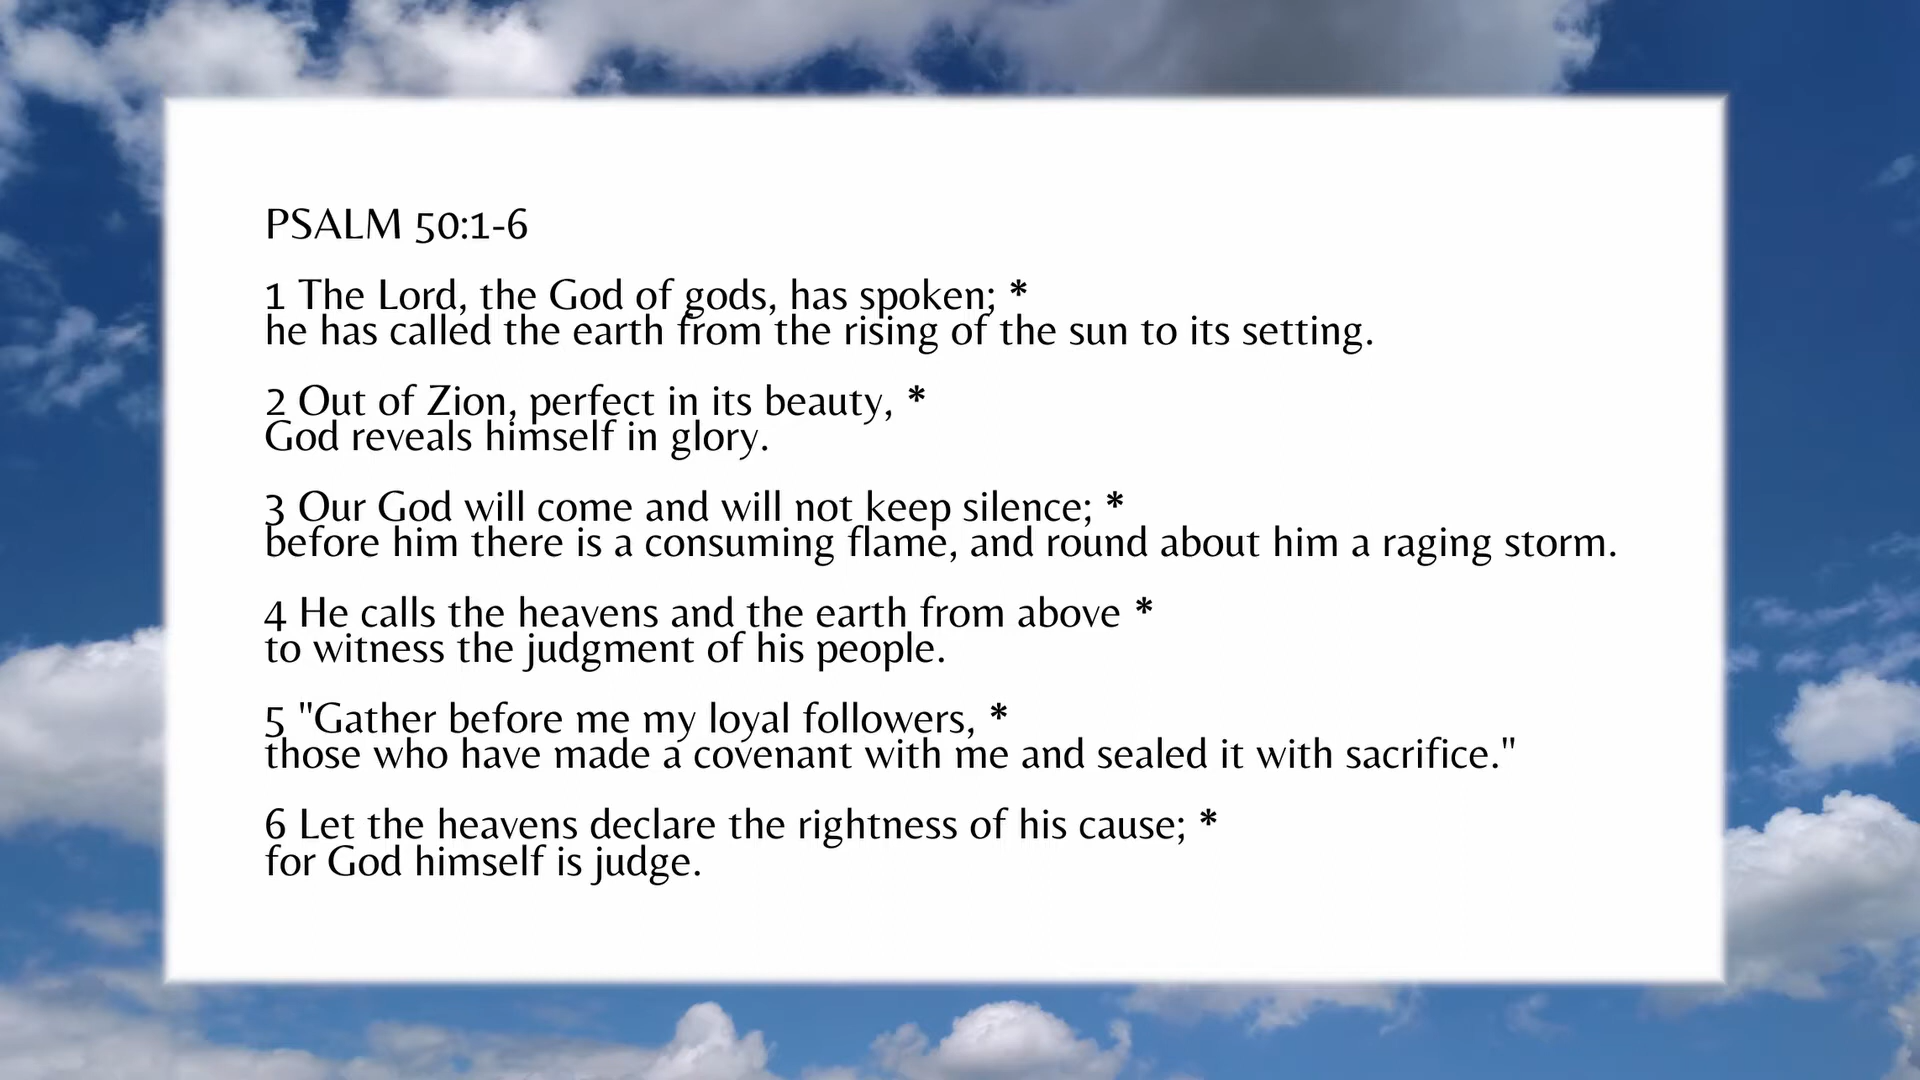 PSALM 50:1-6
1 The Lord, the God of gods, has spoken; *
he has called the earth from the rising of the sun to its setting.
2 Out of Zion, perfect in its beauty, *
God reveals himself in glory.
3 Our God will come and will not keep silence; *
before him there is a consuming flame, and round about him a raging storm.
4 He calls the heavens and the earth from above *
to witness the judgment of his people.
5 "Gather before me my loyal followers, *
those who have made a covenant with me and sealed it with sacrifice."
6 Let the heavens declare the rightness of his cause; *
for God himself is judge.